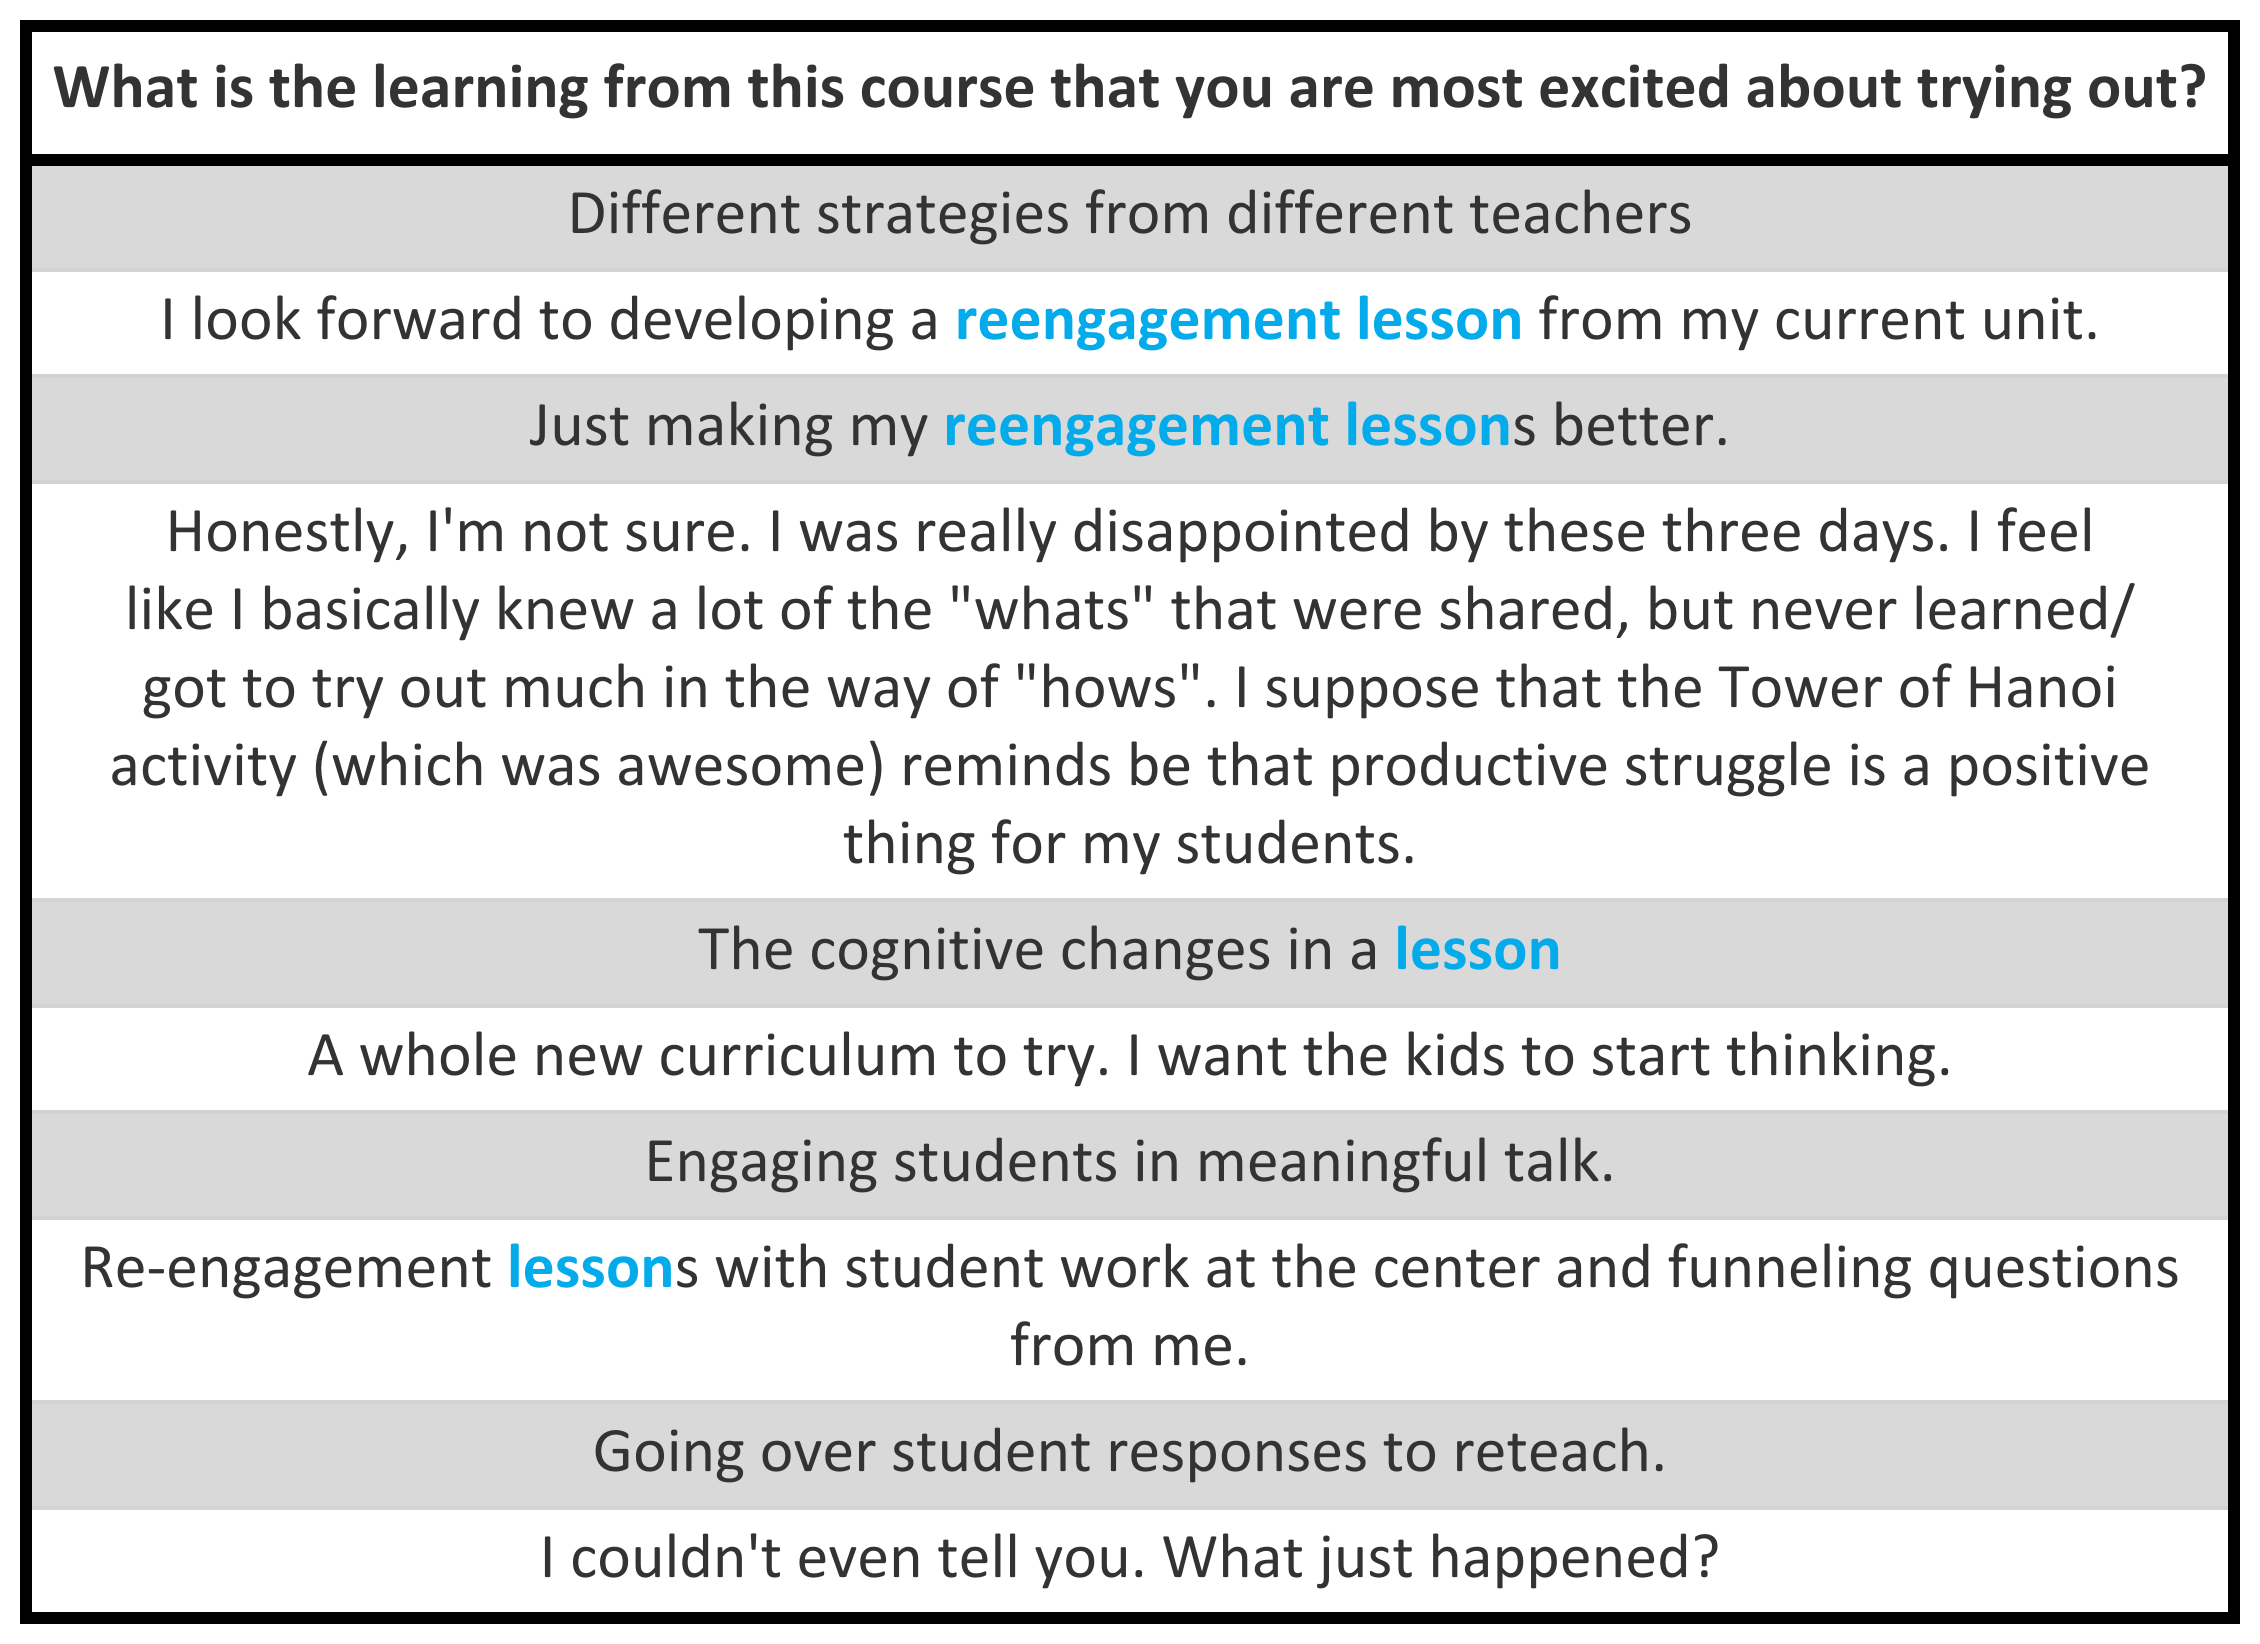 What is the learning from this course that you are most excited about trying out?
Different strategies from different teachers
I look forward to developing a reengagement lesson from my current unit.
Just making my reengagement lessons better.
Honestly, I'm not sure. I was really disappointed by these three days. I feel
like I basically knew a lot of the "whats" that were shared, but never learned/
got to try out much in the way of "hows". I suppose that the Tower of Hanoi
activity (which was awesome) reminds be that productive struggle is a positive
thing for my students.
The cognitive changes in a lesson
A whole new curriculum to try. I want the kids to start thinking.
Engaging students in meaningful talk.
Re-engagement lessons with student work at the center and funneling questions
from me.
Going over student responses to reteach.
I couldn't even tell you. What just happened?